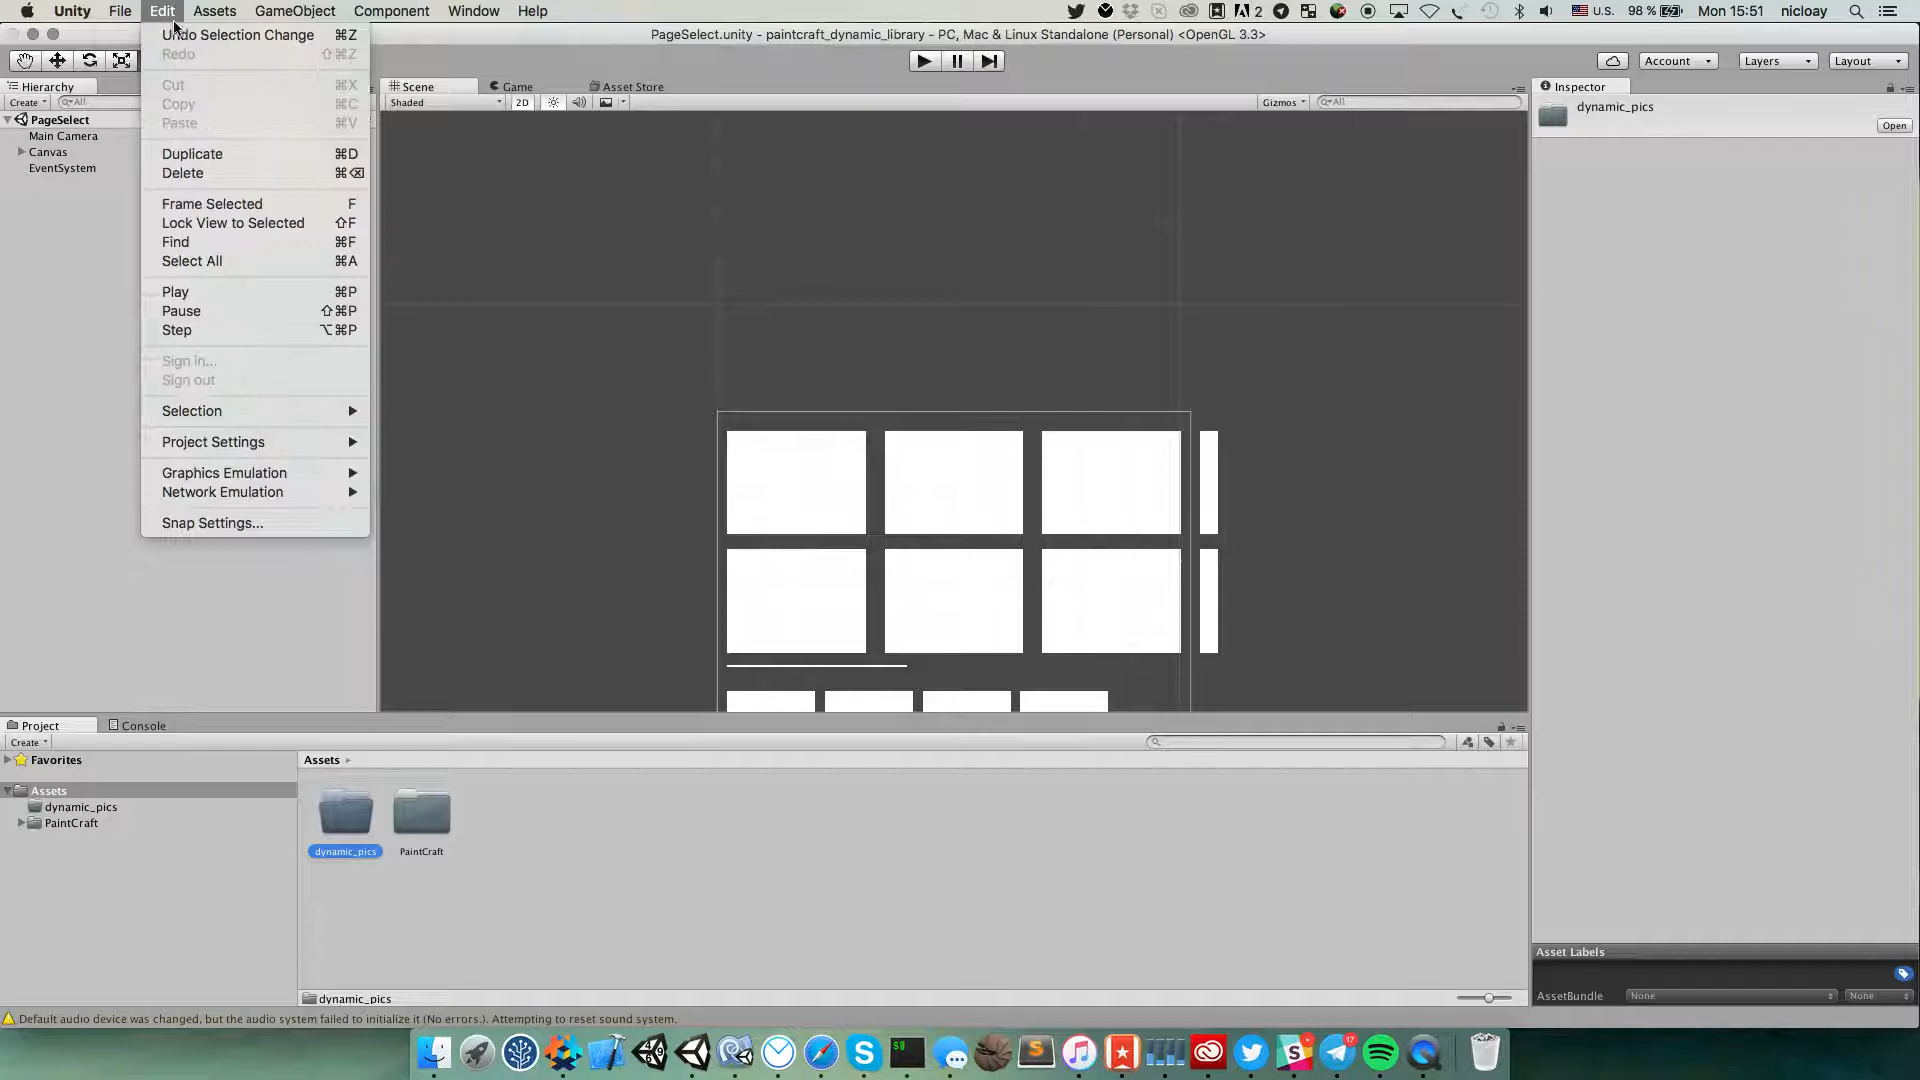 Unity File Edit Assets GameObject Component Window Help
2 U.S. 98 % Mon 15:51 nicloay
PageSelect.unity - paintcraft_dynamic_library - PC, Mac & Linux Standalone (Personal) <OpenGL 3.3>
Undo Selection Change ⌘Z
Redo ⇧⌘Z
Cut ⌘X
Copy ⌘C
Paste ⌘V
Duplicate ⌘D
Delete ⌘⌫
Frame Selected F
Lock View to Selected ⇧F
Find ⌘F
Select All ⌘A
Play ⌘P
Pause ⇧⌘P
Step ⌥⌘P
Sign in...
Sign out
Selection
Project Settings
Graphics Emulation
Network Emulation
Snap Settings...
Account Layers Layout
Hierarchy
Create All
PageSelect
Main Camera
Canvas
EventSystem
Scene Game Asset Store
Shaded 2D Gizmos All
Inspector
dynamic_pics
Open
Project Console
Create
Favorites
Assets
dynamic_pics
PaintCraft
Assets
dynamic_pics PaintCraft
dynamic_pics
Asset Labels
AssetBundle None None
Default audio device was changed, but the audio system failed to initialize it (No errors.). Attempting to reset sound system.
17